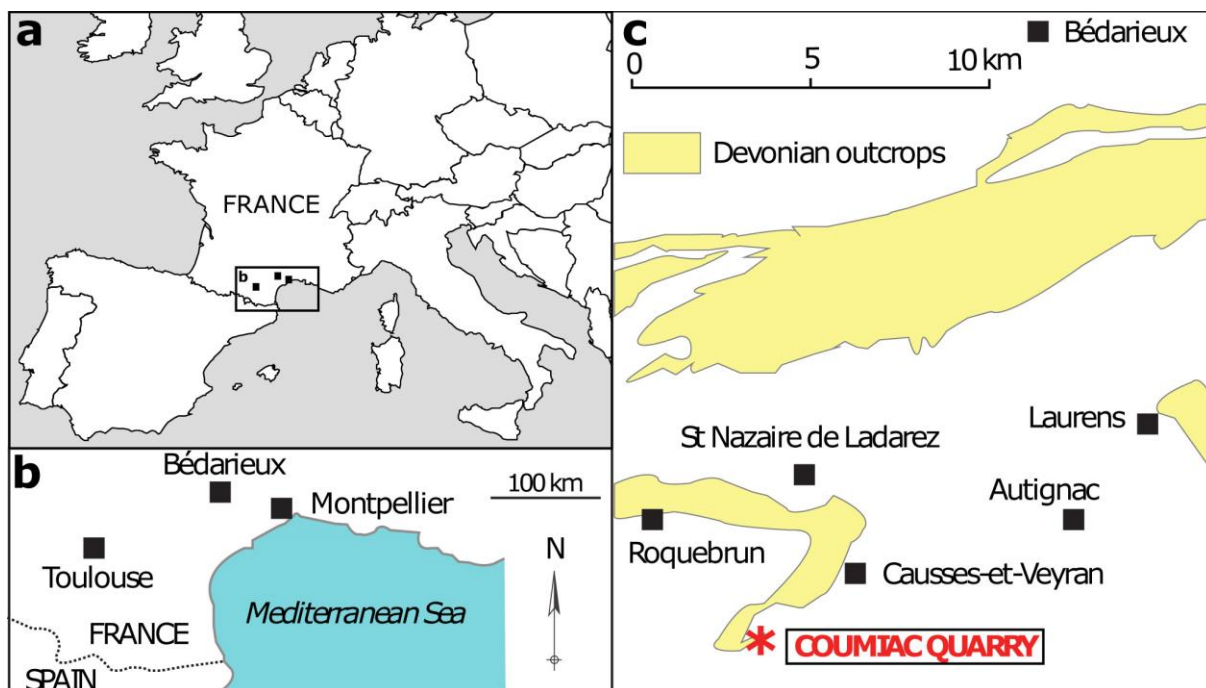 a
FRANCE
b
b
Bédarieux
Montpellier
100 km
Toulouse
N
Mediterranean Sea
FRANCE
SPAIN
c
Bédarieux
0 5 10 km
Devonian outcrops
Laurens
St Nazaire de Ladarez
Autignac
Roquebrun
Causses-et-Veyran
* COUMIAC QUARRY